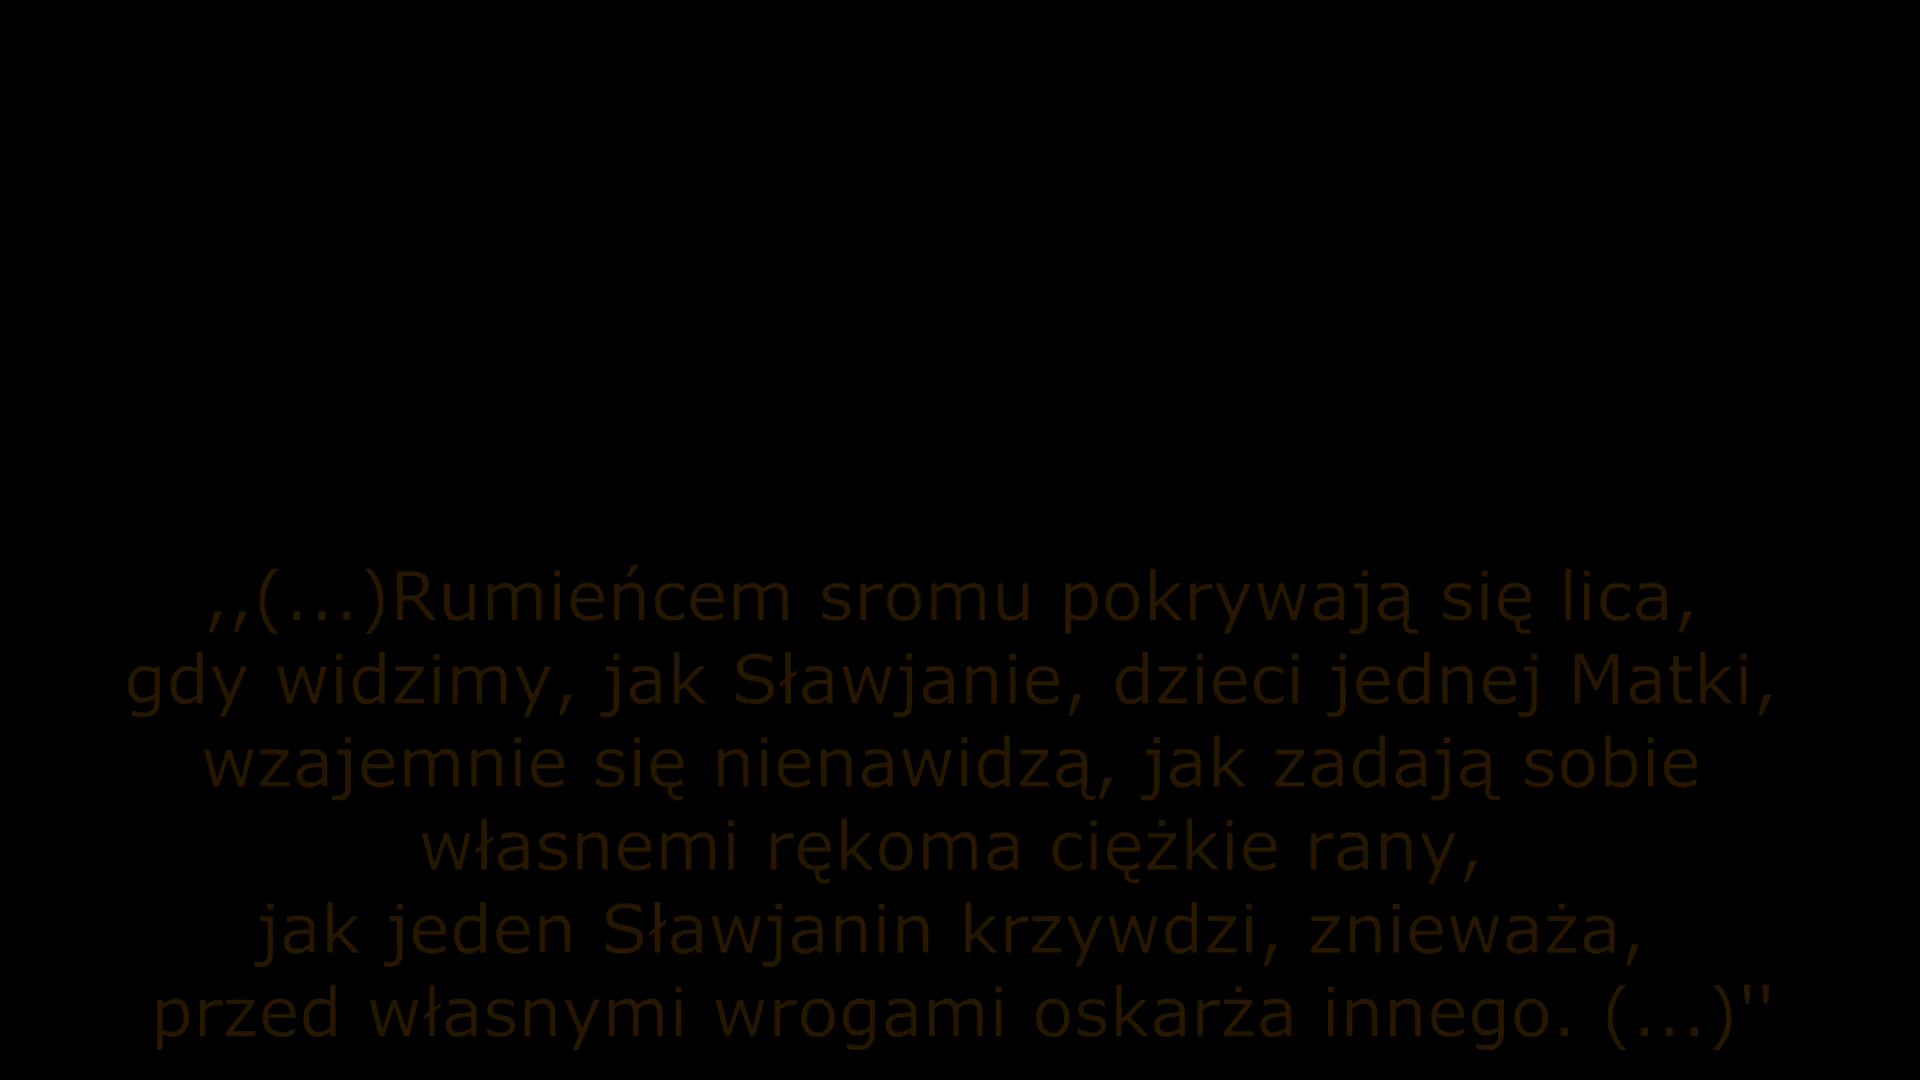 ,,(...)Rumieńcem sromu pokrywają się lica,
gdy widzimy, jak Sławjanie, dzieci jednej Matki,
wzajemnie się nienawidzą, jak zadają sobie
własnemi rękoma ciężkie rany,
jak jeden Sławjanin krzywdzi, znieważa,
przed własnymi wrogami oskarża innego. (...)"